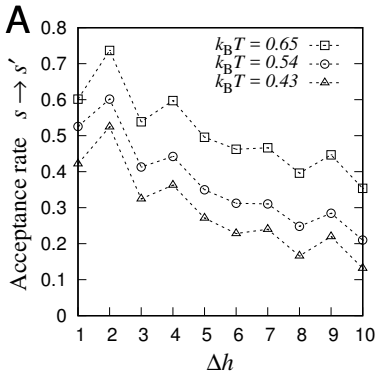 A
Acceptance rate s → s′
0.8
0.7
0.6
0.5
0.4
0.3
0.2
0.1
0
k_BT = 0.65
k_BT = 0.54
k_BT = 0.43
1 2 3 4 5 6 7 8 9 10
Δh